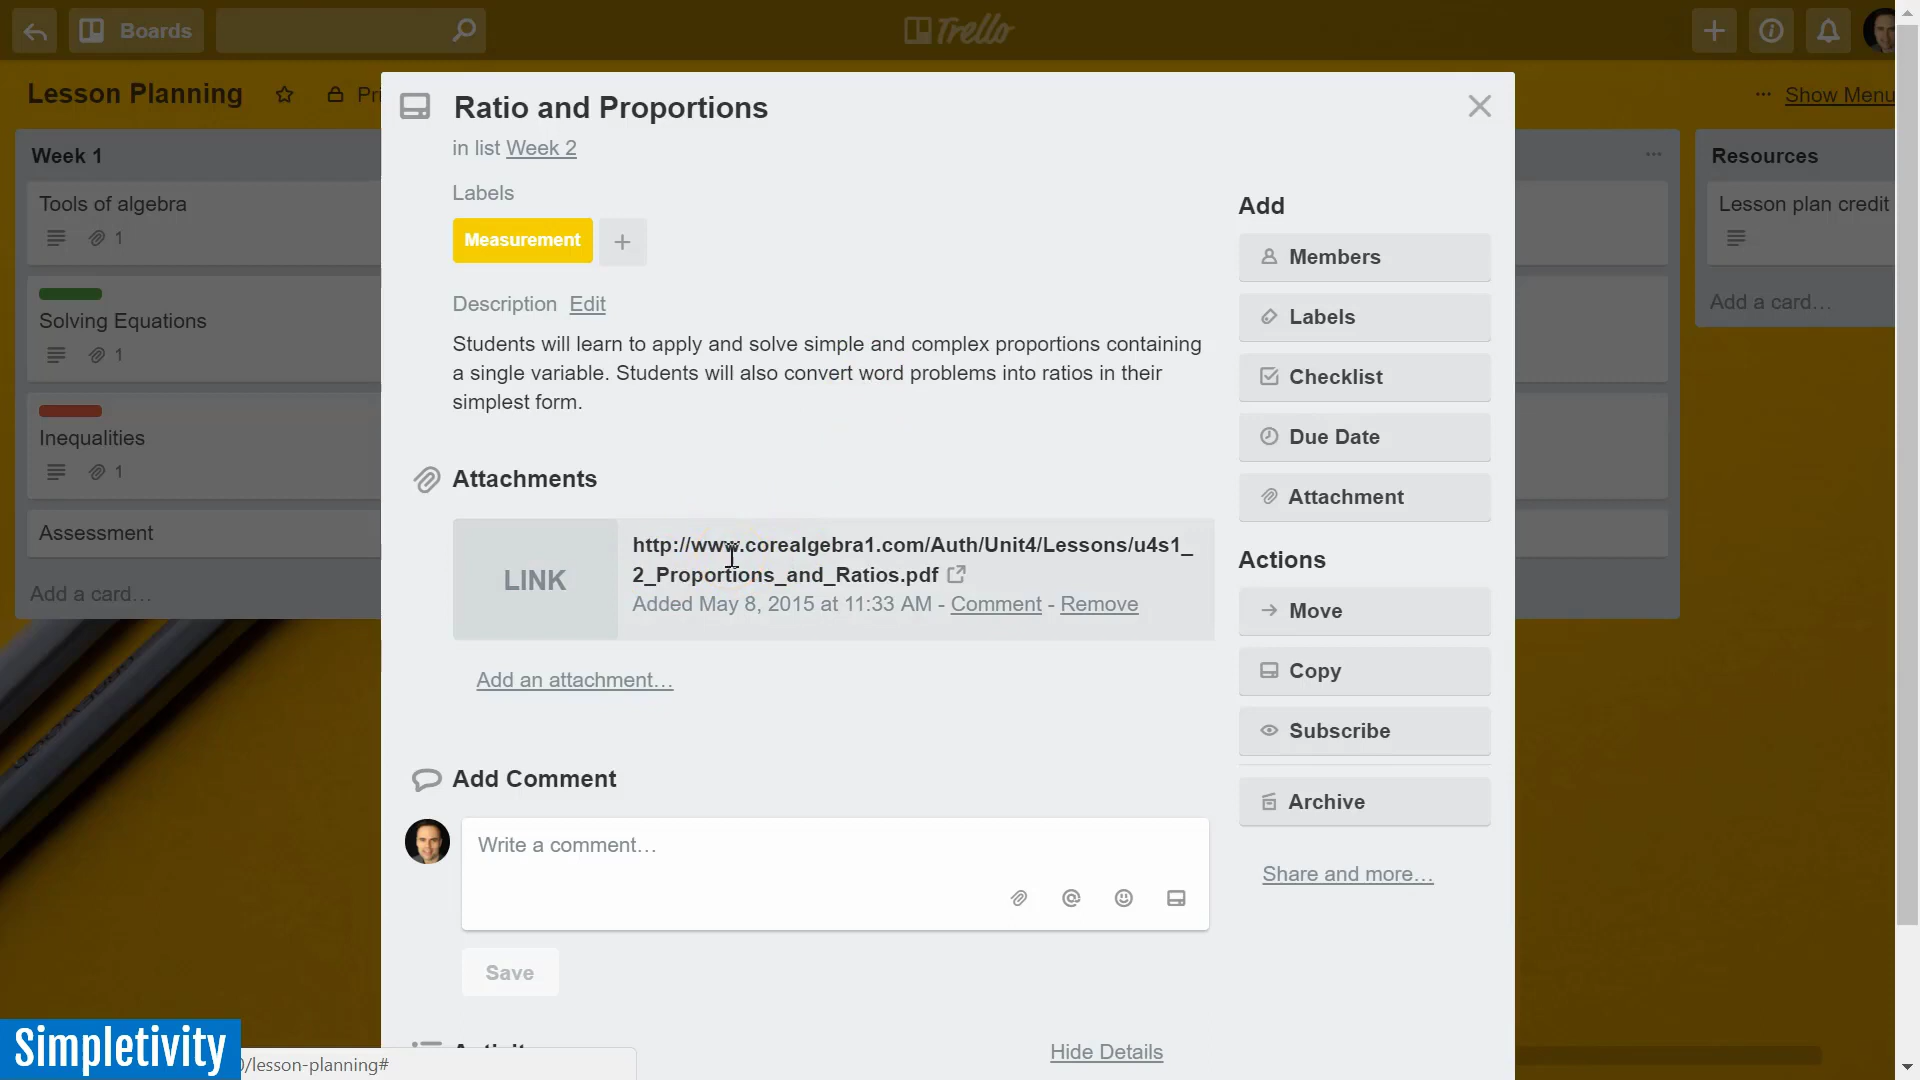 Boards
Trello
Lesson Planning
Pri
Show Menu
Week 1
Tools of algebra
1
Solving Equations
1
Inequalities
1
Assessment
Add a card…
Ratio and Proportions
in list Week 2
Labels
Measurement
Description Edit
Students will learn to apply and solve simple and complex proportions containing
a single variable. Students will also convert word problems into ratios in their
simplest form.
Attachments
LINK
http://www.corealgebra1.com/Auth/Unit4/Lessons/u4s1_
2_Proportions_and_Ratios.pdf
Added May 8, 2015 at 11:33 AM - Comment - Remove
Add an attachment…
Add Comment
Write a comment…
Save
Hide Details
Add
Members
Labels
Checklist
Due Date
Attachment
Actions
Move
Copy
Subscribe
Archive
Share and more…
Resources
Lesson plan credit
Add a card…
Simpletivity
/lesson-planning#